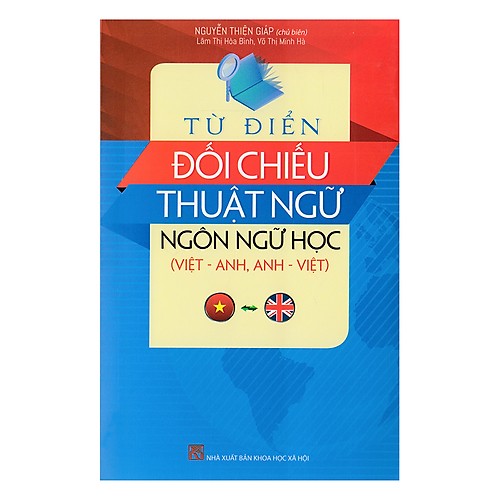 NGUYỄN THIỆN GIÁP (chủ biên)
Lâm Thị Hòa Bình, Võ Thị Minh Hà
TỪ ĐIỂN
ĐỐI CHIẾU
THUẬT NGỮ
NGÔN NGỮ HỌC
(VIỆT - ANH, ANH - VIỆT)
NHÀ XUẤT BẢN KHOA HỌC XÃ HỘI